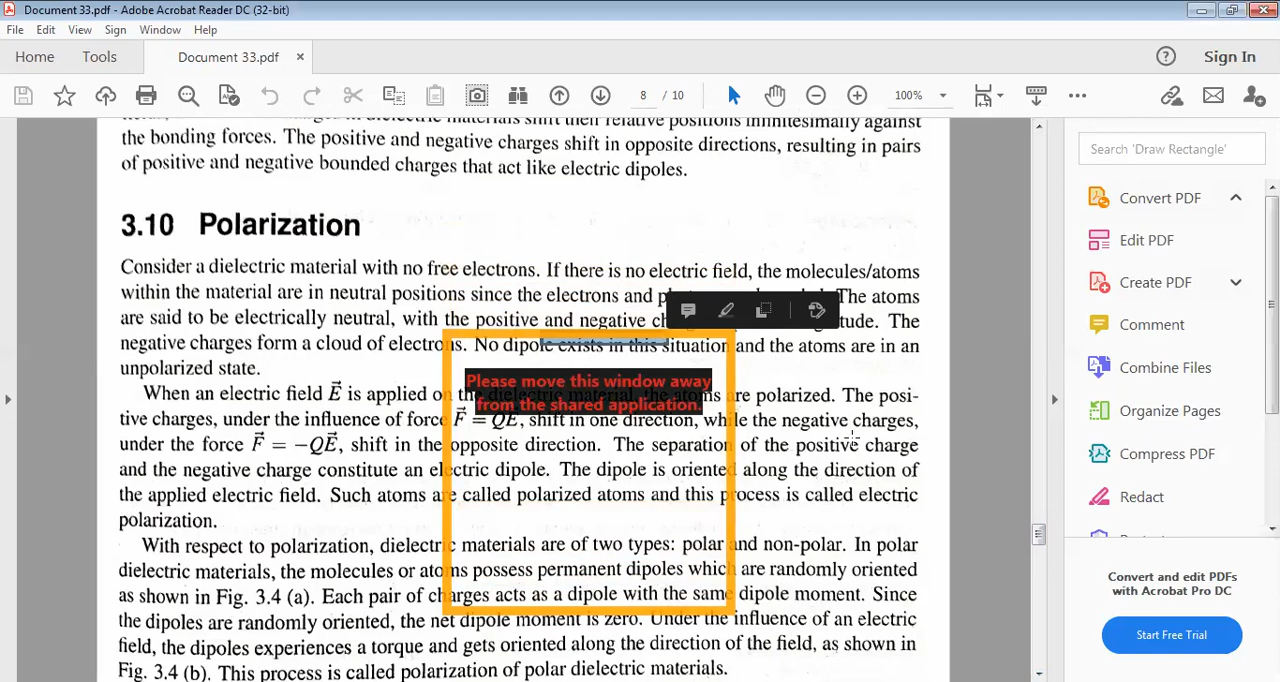 Document 33.pdf - Adobe Acrobat Reader DC (32-bit)
File Edit View Sign Window Help
Home Tools Document 33.pdf × Sign In
8 / 10 100%
the bonding forces. The positive and negative charges shift in opposite directions, resulting in pairs
of positive and negative bounded charges that act like electric dipoles.
3.10 Polarization
Consider a dielectric material with no free electrons. If there is no electric field, the molecules/atoms
within the material are in neutral positions since the electrons and The atoms
are said to be electrically neutral, with the positive and negative The
negative charges form a cloud of electrons. No dipole exists in this situation and the atoms are in an
unpolarized state.
When an electric field E⃗ is applied on the dielectric material, the atoms are polarized. The posi-
Please move this window away
from the shared application.
tive charges, under the influence of force F⃗ = QE⃗, shift in one direction, while the negative charges,
under the force F⃗ = −QE⃗, shift in the opposite direction. The separation of the positive charge
and the negative charge constitute an electric dipole. The dipole is oriented along the direction of
the applied electric field. Such atoms are called polarized atoms and this process is called electric
polarization.
With respect to polarization, dielectric materials are of two types: polar and non-polar. In polar
dielectric materials, the molecules or atoms possess permanent dipoles which are randomly oriented
as shown in Fig. 3.4 (a). Each pair of charges acts as a dipole with the same dipole moment. Since
the dipoles are randomly oriented, the net dipole moment is zero. Under the influence of an electric
field, the dipoles experiences a torque and gets oriented along the direction of the field, as shown in
Fig. 3.4 (b). This process is called polarization of polar dielectric materials.
Search 'Draw Rectangle'
Convert PDF
Edit PDF
Create PDF
Comment
Combine Files
Organize Pages
Compress PDF
Redact
Convert and edit PDFs
with Acrobat Pro DC
Start Free Trial